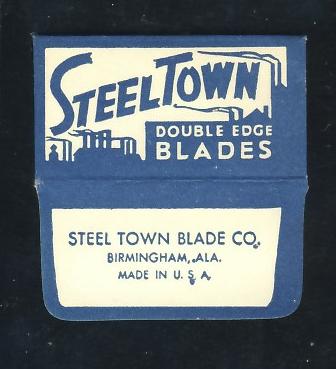 STEELTOWN
DOUBLE EDGE
BLADES
STEEL TOWN BLADE CO.
BIRMINGHAM, ALA.
MADE IN U.S.A.